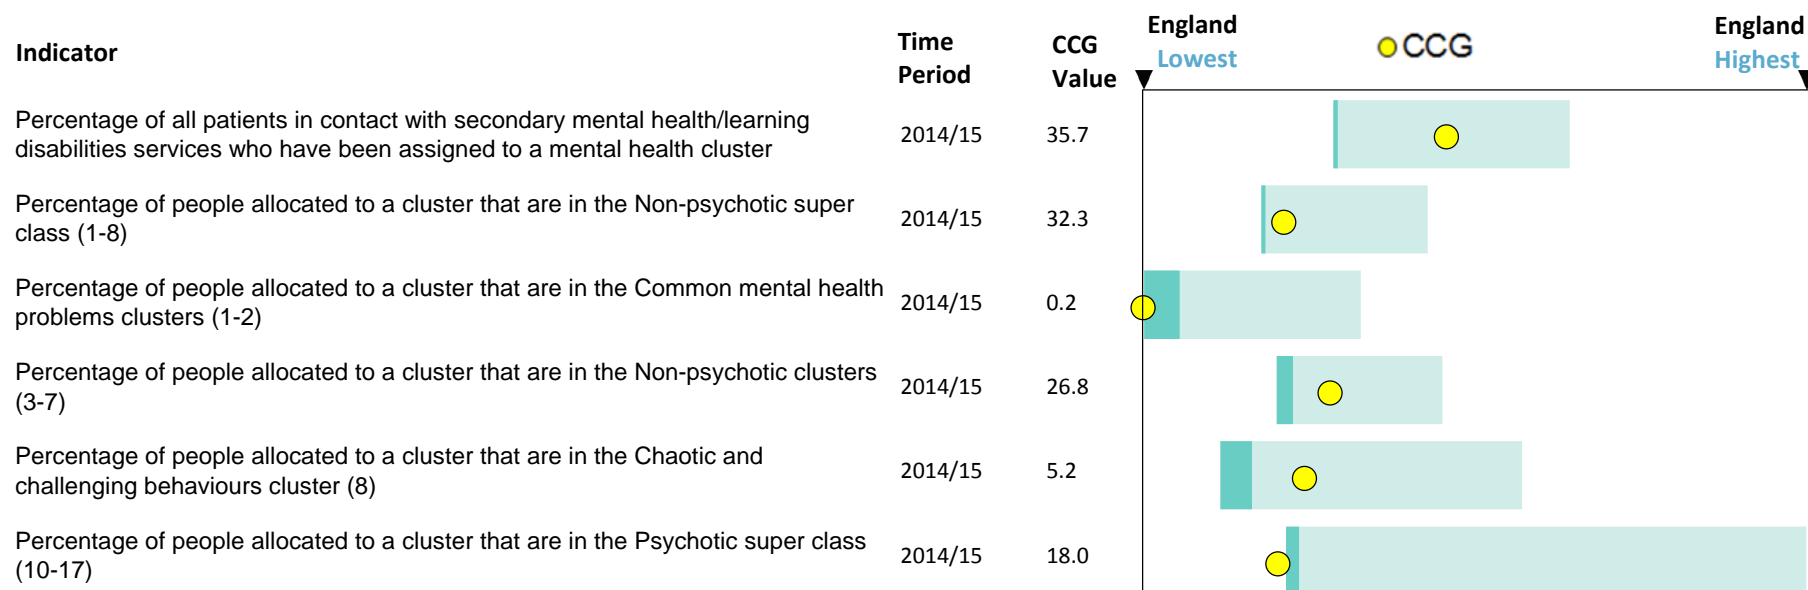 Indicator
Time
Period
CCG
Value
England
Lowest
CCG
England
Highest
Percentage of all patients in contact with secondary mental health/learning
disabilities services who have been assigned to a mental health cluster
2014/15
35.7
Percentage of people allocated to a cluster that are in the Non-psychotic super
class (1-8)
2014/15
32.3
Percentage of people allocated to a cluster that are in the Common mental health
problems clusters (1-2)
2014/15
0.2
Percentage of people allocated to a cluster that are in the Non-psychotic clusters
(3-7)
2014/15
26.8
Percentage of people allocated to a cluster that are in the Chaotic and
challenging behaviours cluster (8)
2014/15
5.2
Percentage of people allocated to a cluster that are in the Psychotic super class
(10-17)
2014/15
18.0